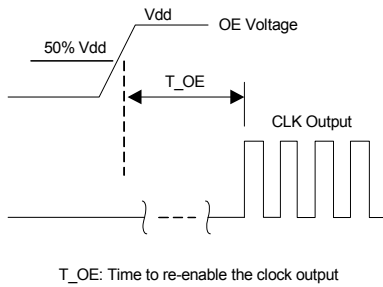 Vdd
OE Voltage
50% Vdd
T_OE
CLK Output
T_OE: Time to re-enable the clock output